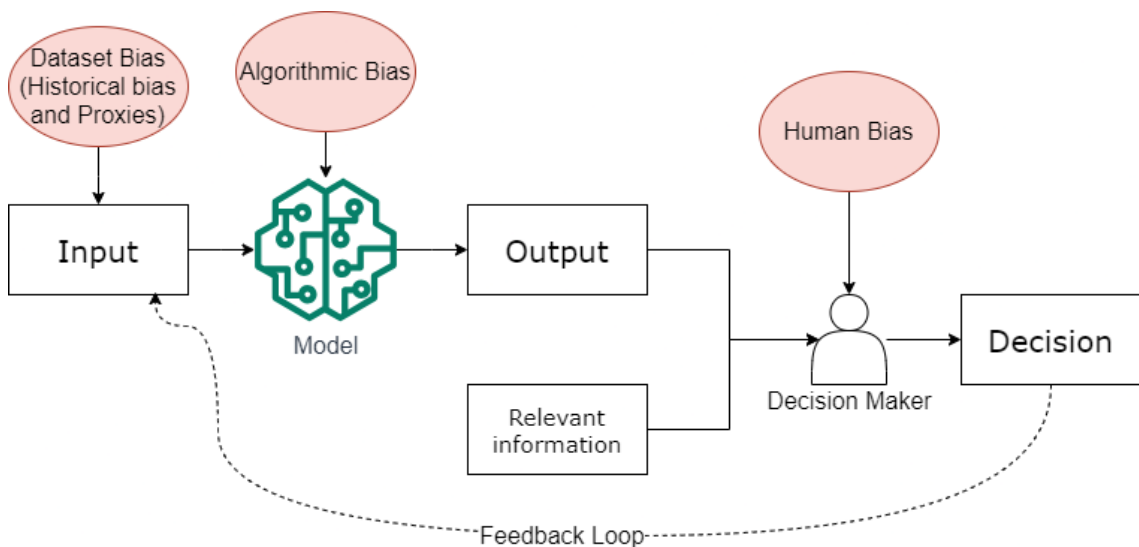 Dataset Bias
(Historical bias
and Proxies)
Algorithmic Bias
Human Bias
Input
Model
Output
Relevant
information
Decision Maker
Decision
Feedback Loop